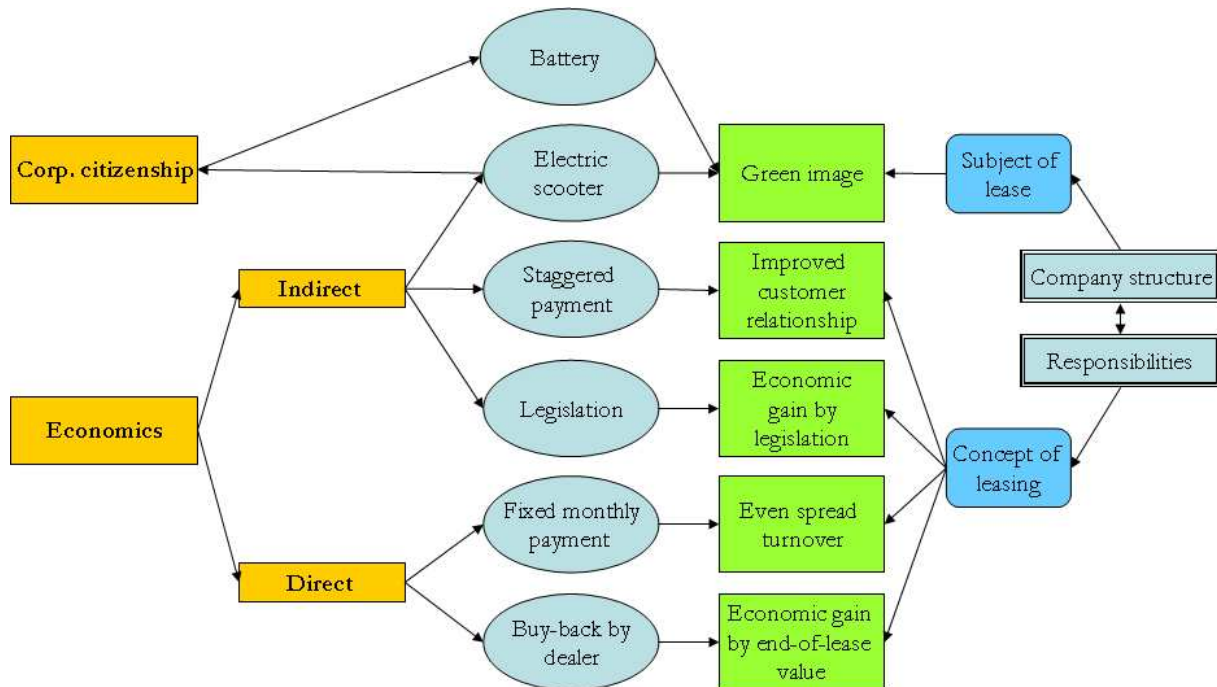 Battery
Corp. citizenship
Electric
scooter
Green image
Subject of
lease
Indirect
Staggered
payment
Improved
customer
relationship
Company structure
Responsibilities
Economics
Legislation
Economic
gain by
legislation
Concept of
leasing
Fixed monthly
payment
Even spread
turnover
Direct
Buy-back by
dealer
Economic gain
by end-of-lease
value